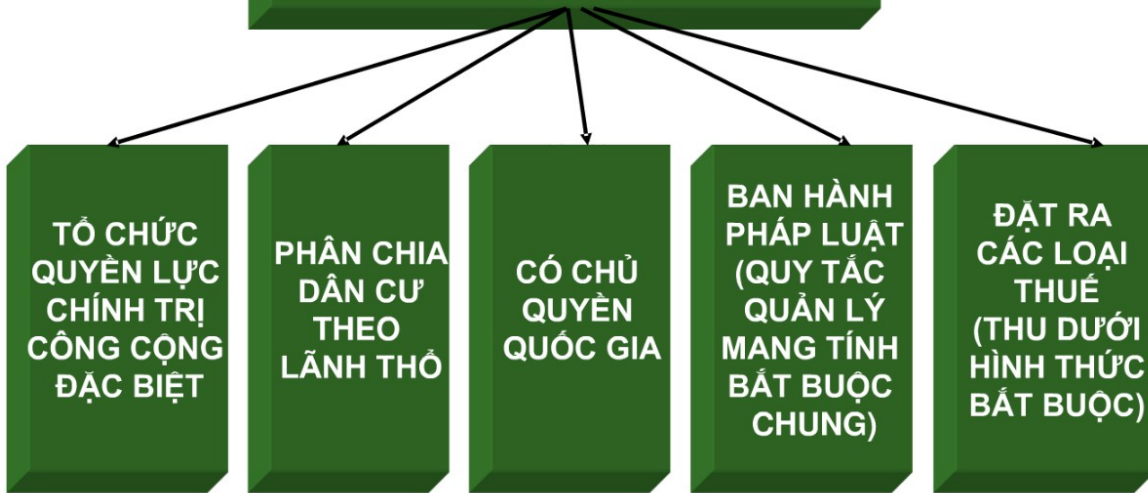 TỔ CHỨC
QUYỀN LỰC
CHÍNH TRỊ
CÔNG CỘNG
ĐẶC BIỆT
PHÂN CHIA
DÂN CƯ
THEO
LÃNH THỔ
CÓ CHỦ
QUYỀN
QUỐC GIA
BAN HÀNH
PHÁP LUẬT
(QUY TẮC
QUẢN LÝ
MANG TÍNH
BẮT BUỘC
CHUNG)
ĐẶT RA
CÁC LOẠI
THUẾ
(THU DƯỚI
HÌNH THỨC
BẮT BUỘC)